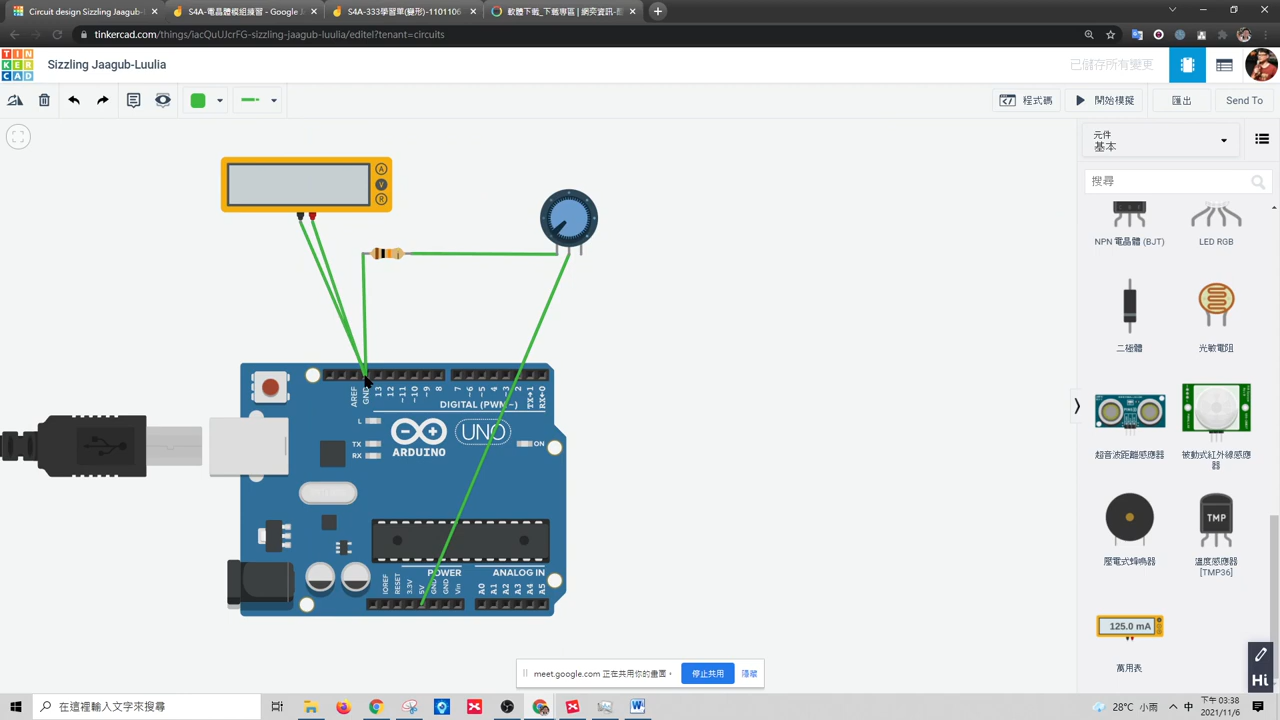 Circuit design Sizzling Jaagub-L
S4A-電晶體模組練習 - Google J
S4A-333學習單(變形)-1101106
軟體下載_下載專區 | 網奕資訊-
tinkercad.com/things/iacQuUJcrFG-sizzling-jaagub-luulia/editel?tenant=circuits
TIN
KER
CAD
Sizzling Jaagub-Luulia
已儲存所有變更
程式碼
開始模擬
匯出
Send To
元件
基本
搜尋
A
V
R
NPN 電晶體 (BJT)
LED RGB
二極體
光敏電阻
超音波距離感應器
被動式紅外線感應
器
TMP
壓電式蜂鳴器
溫度感應器
[TMP36]
125.0 mA
萬用表
AREF
GND
13
12
~11
~10
~9
8
7
~6
~5
4
~3
2
TX→1
RX←0
DIGITAL (PWM~)
L
TX
RX
UNO
ARDUINO
ON
POWER
ANALOG IN
IOREF
RESET
3.3V
5V
GND
GND
Vin
A0
A1
A2
A3
A4
A5
meet.google.com 正在共用你的畫面。
停止共用
隱藏
Hi
在這裡輸入文字來搜尋
28°C 小雨
下午 03:38
2021/11/6